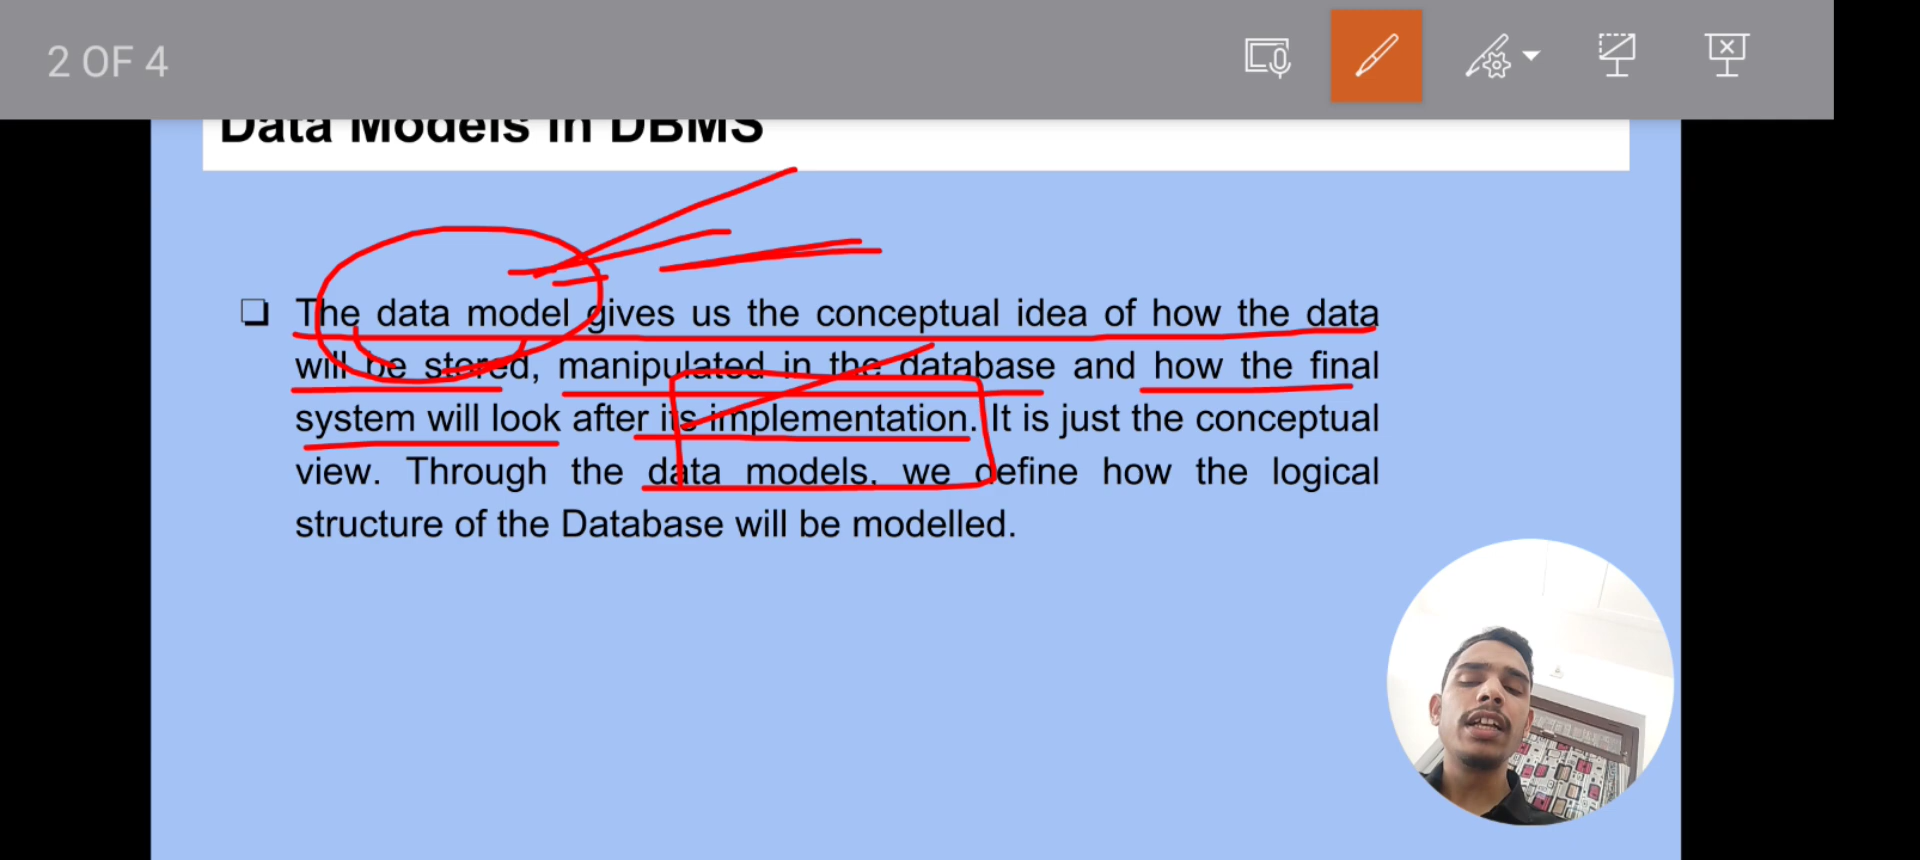 2 OF 4
Data Models in DBMS
The data model gives us the conceptual idea of how the data
will be stored, manipulated in the database and how the final
system will look after its implementation. It is just the conceptual
view. Through the data models, we define how the logical
structure of the Database will be modelled.